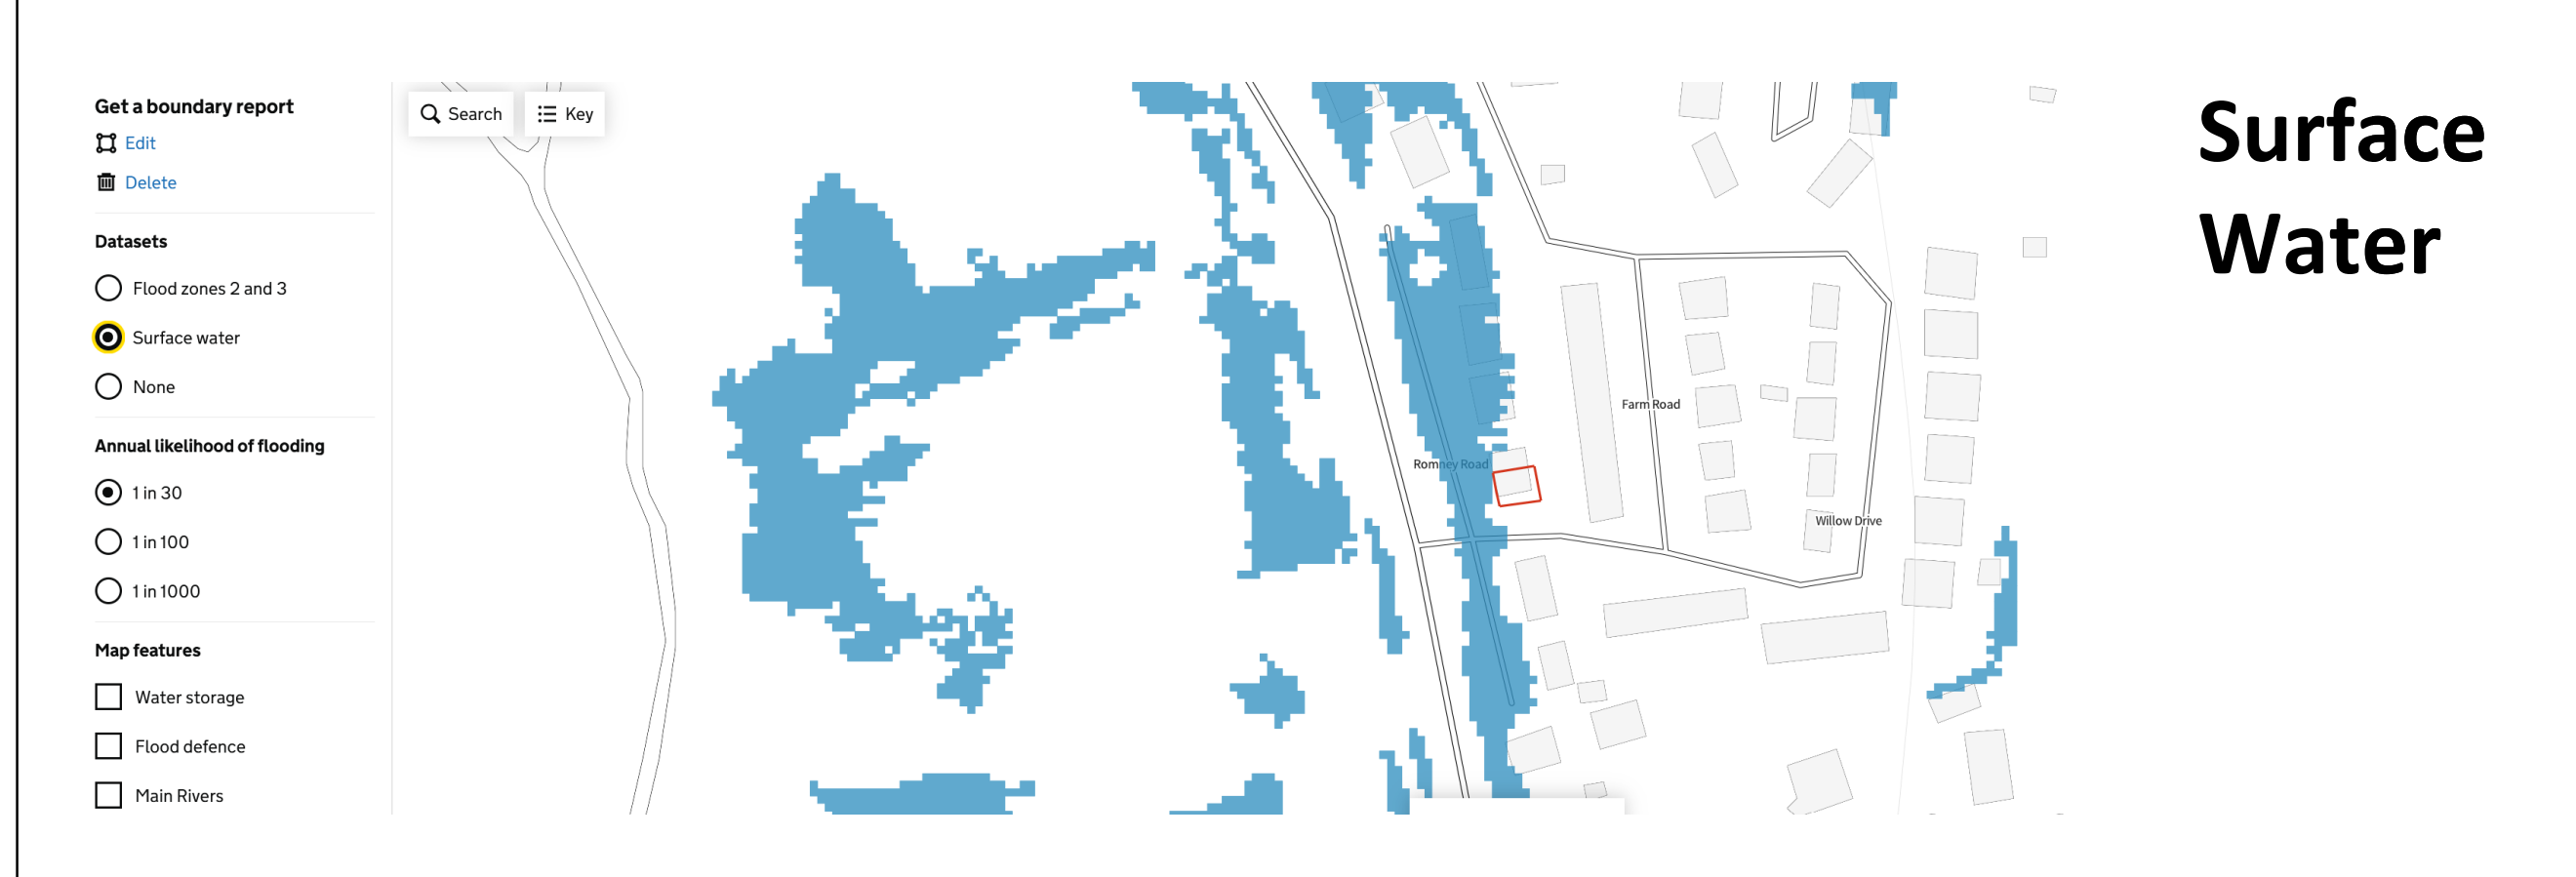 Get a boundary report
Edit
Delete
Datasets
Flood zones 2 and 3
Surface water
None
Annual likelihood of flooding
1 in 30
1 in 100
1 in 1000
Map features
Water storage
Flood defence
Main Rivers
Search
Key
Farm Road
Romney Road
Willow Drive
Surface
Water